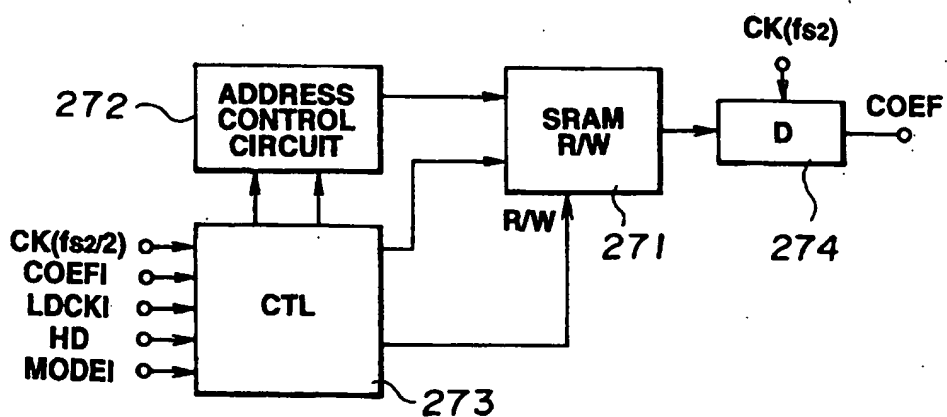 CK(fs2)
272
ADDRESS
CONTROL
CIRCUIT
SRAM
R/W
D
COEF
R/W
271
274
CK(fs2/2)
COEFI
LDCKI
HD
MODEI
CTL
273